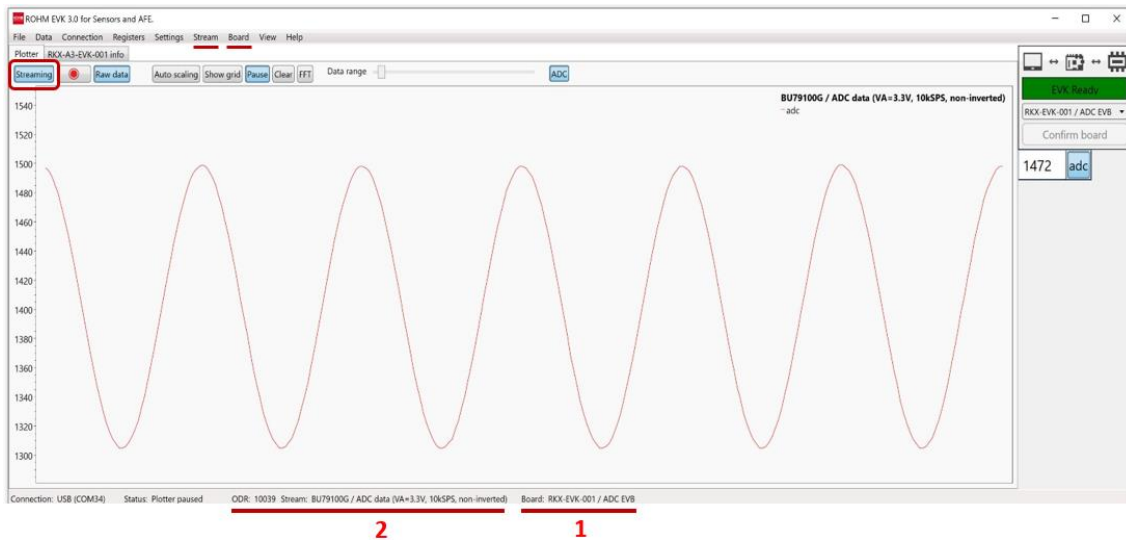 ROHM EVK 3.0 for Sensors and AFE.
File Data Connection Registers Settings Stream Board View Help
Plotter RKX-A3-EVK-001 info
Streaming Raw data Auto scaling Show grid Pause Clear FFT Data range ADC
EVK Ready
RKX-EVK-001 / ADC EVB
Confirm board
1472 adc
BU79100G / ADC data (VA=3.3V, 10kSPS, non-inverted)
adc
1540
1520
1500
1480
1460
1440
1420
1400
1380
1360
1340
1320
1300
Connection: USB (COM34) Status: Plotter paused ODR: 10039 Stream: BU79100G / ADC data (VA=3.3V, 10kSPS, non-inverted) Board: RKX-EVK-001 / ADC EVB
2 1